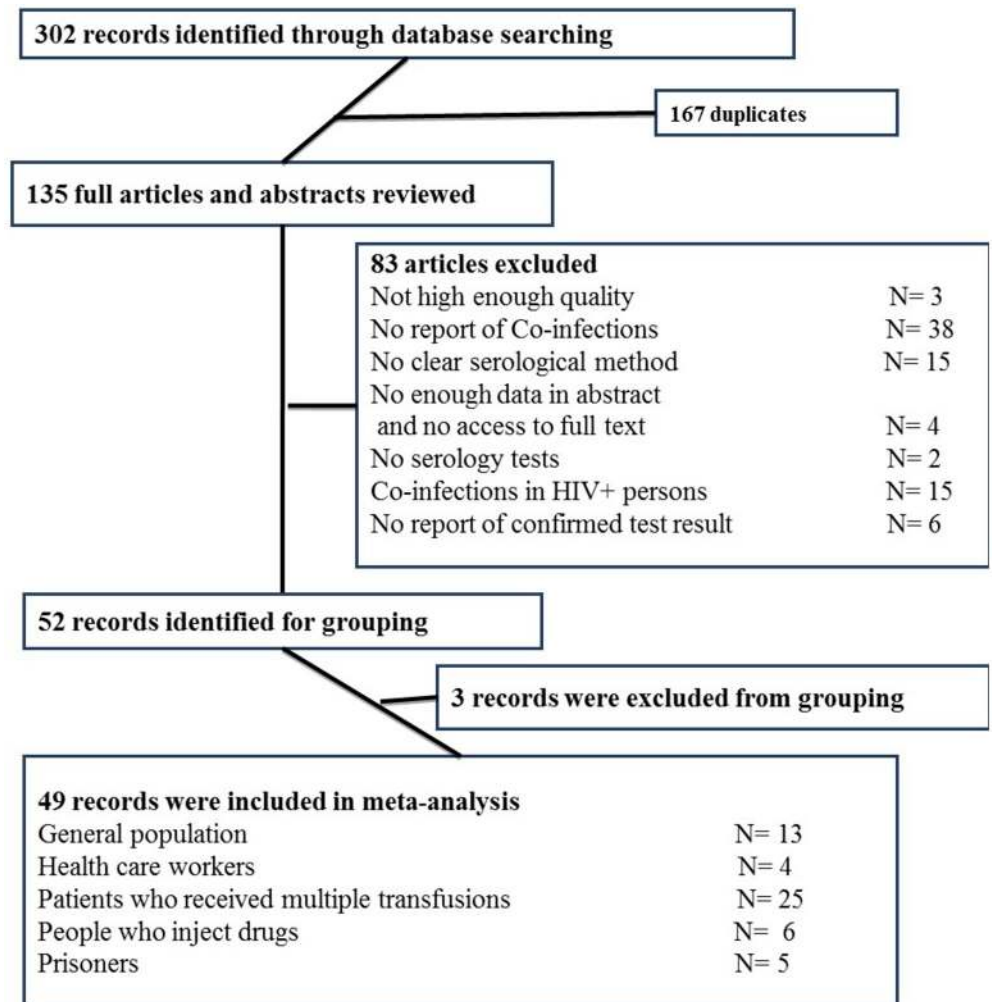 302 records identified through database searching
167 duplicates
135 full articles and abstracts reviewed
83 articles excluded
Not high enough quality N= 3
No report of Co-infections N= 38
No clear serological method N= 15
No enough data in abstract
and no access to full text N= 4
No serology tests N= 2
Co-infections in HIV+ persons N= 15
No report of confirmed test result N= 6
52 records identified for grouping
3 records were excluded from grouping
49 records were included in meta-analysis
General population N= 13
Health care workers N= 4
Patients who received multiple transfusions N= 25
People who inject drugs N= 6
Prisoners N= 5